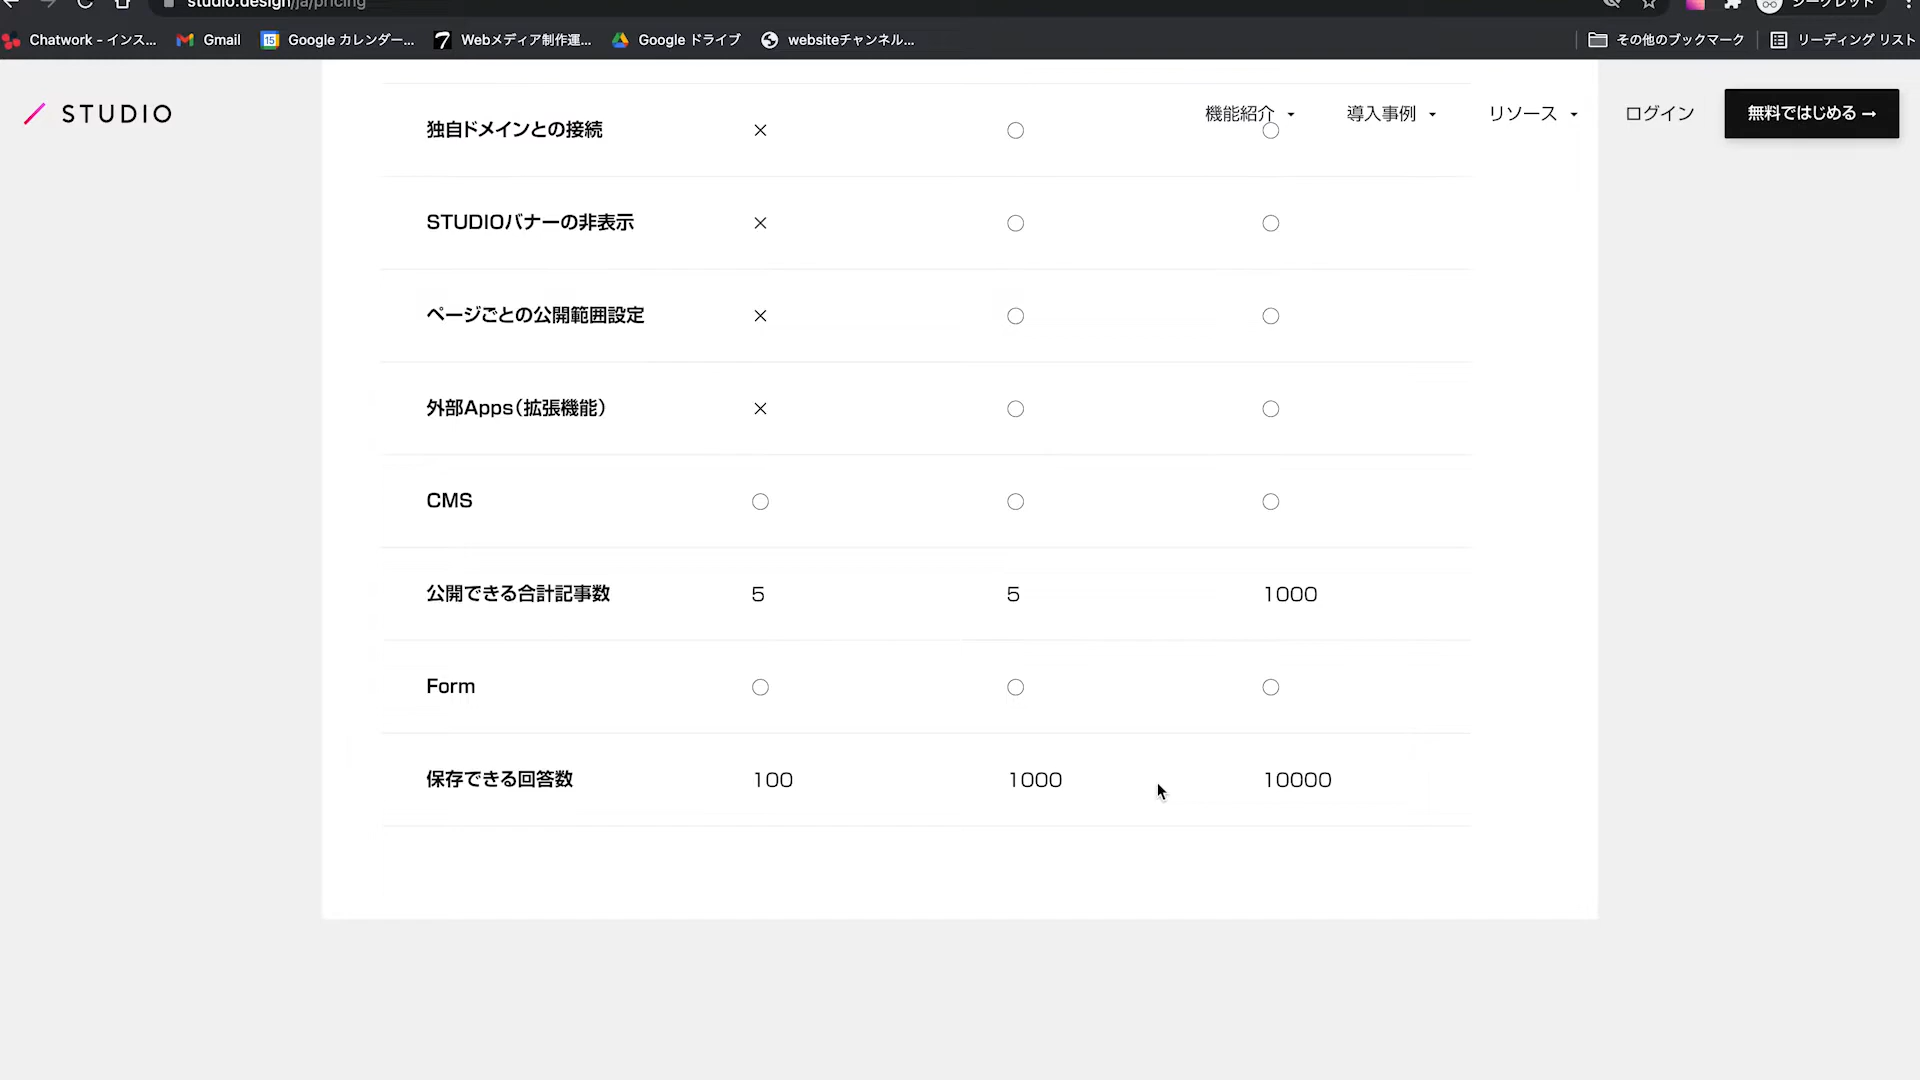 studio.design/ja/pricing
シークレット
Chatwork - インス...
Gmail
15
Google カレンダー...
Webメディア制作運...
Google ドライブ
websiteチャンネル...
その他のブックマーク
リーディング リスト
STUDIO
機能紹介
導入事例
リソース
ログイン
無料ではじめる →
独自ドメインとの接続 × ○ ○
STUDIOバナーの非表示 × ○ ○
ページごとの公開範囲設定 × ○ ○
外部Apps（拡張機能） × ○ ○
CMS ○ ○ ○
公開できる合計記事数 5 5 1000
Form ○ ○ ○
保存できる回答数 100 1000 10000